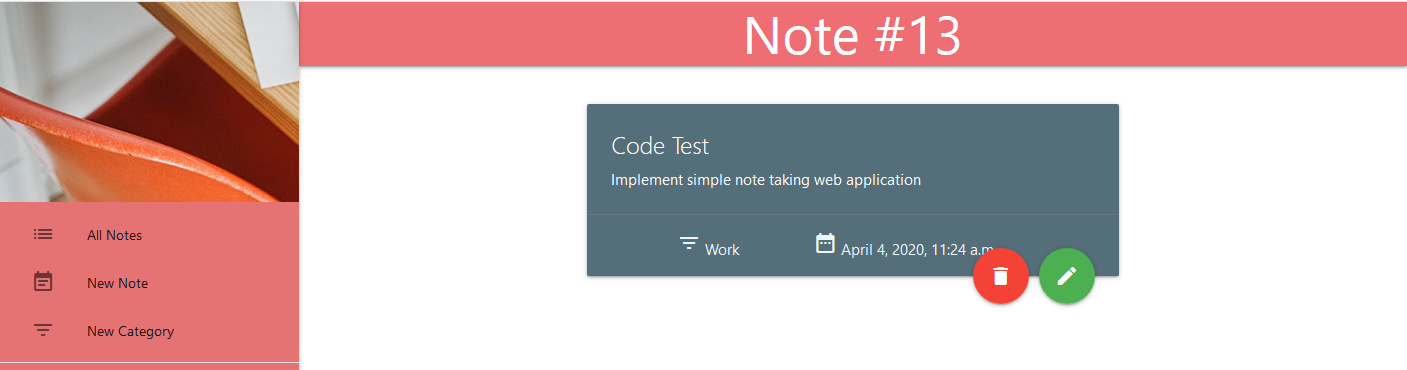 Note #13
Code Test
Implement simple note taking web application
Work
April 4, 2020, 11:24 a.m
All Notes
New Note
New Category